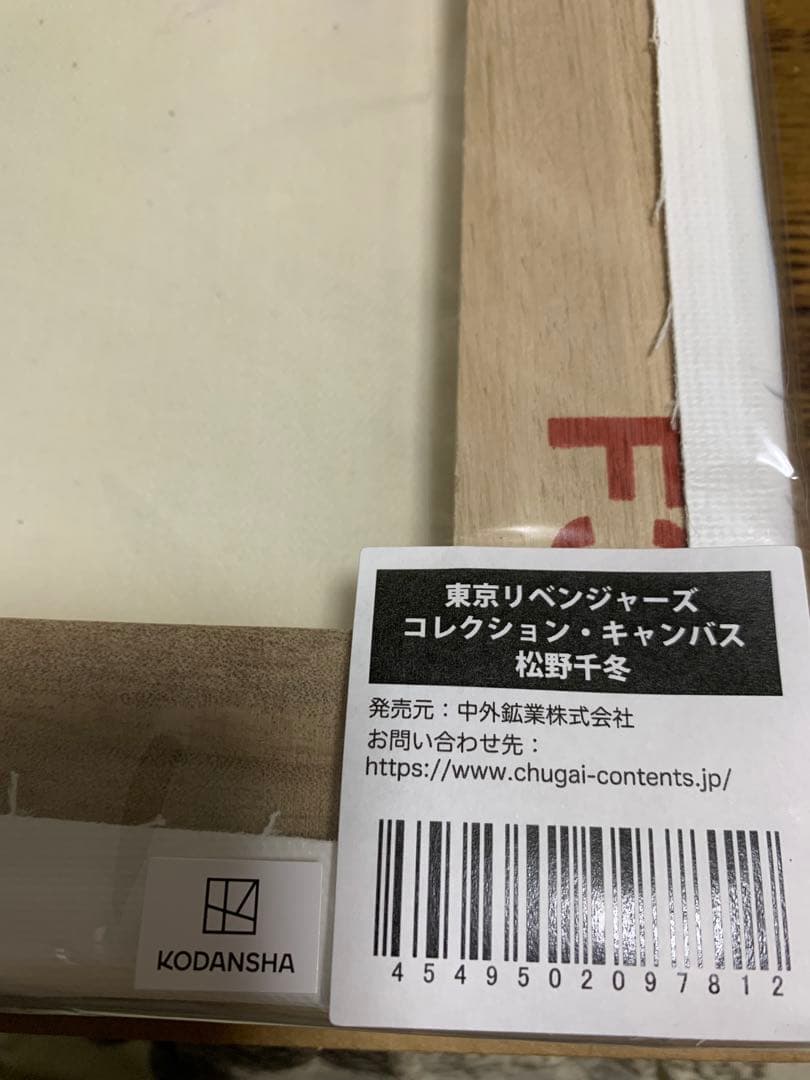 F
東京リベンジャーズ
コレクション・キャンバス
松野千冬
発売元：中外鉱業株式会社
お問い合わせ先：
https://www.chugai-contents.jp/
4549502097812
KODANSHA